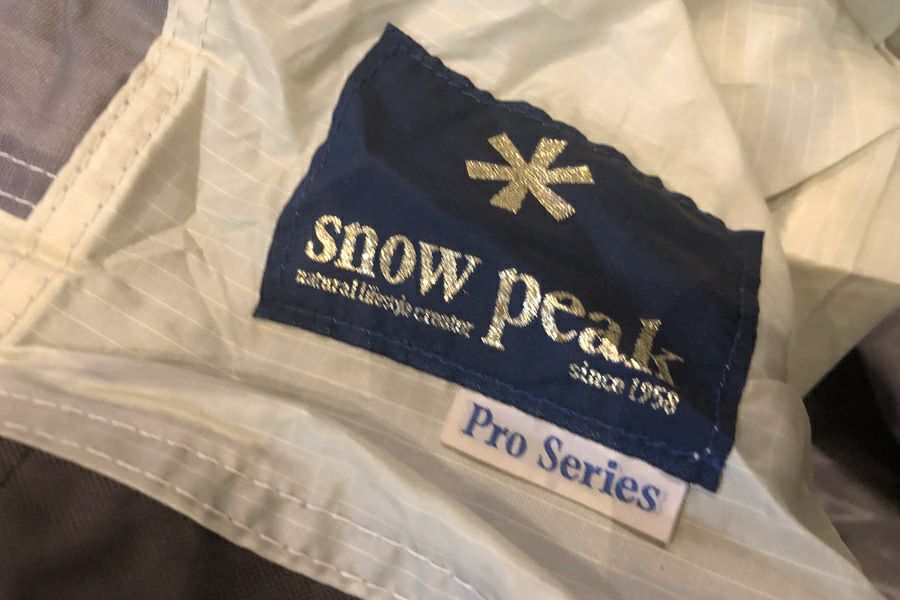 snow peak
natural lifestyle creator
since 1958
Pro Series